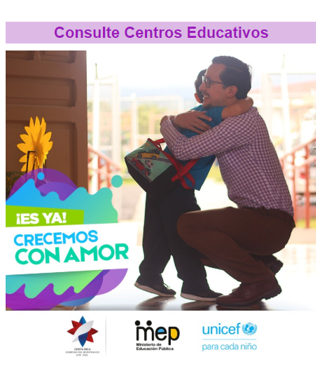 Consulte Centros Educativos
¡ES YA!
CRECEMOS
CON AMOR
mep
Ministerio de
Educación Pública
unicef
para cada niño